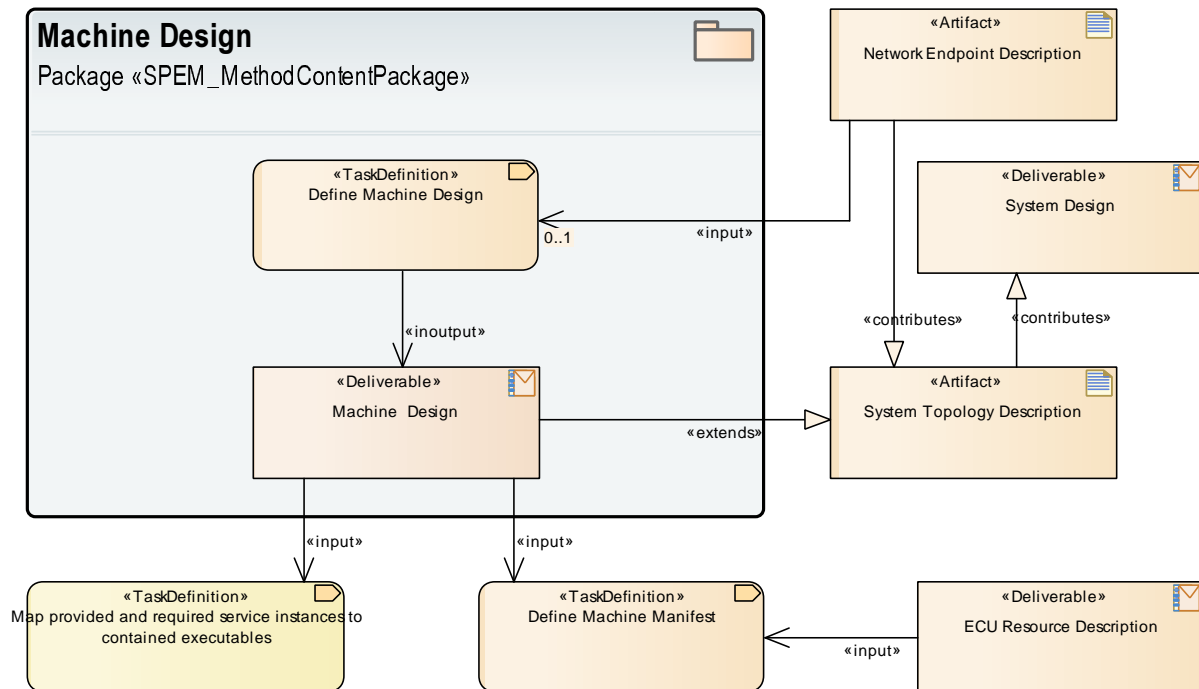 Machine Design
Package «SPEM_MethodContentPackage»
«Artifact»
Network Endpoint Description
«TaskDefinition»
Define Machine Design
«Deliverable»
System Design
0..1
«input»
«inoutput»
«contributes»
«contributes»
«Deliverable»
Machine Design
«extends»
«Artifact»
System Topology Description
«input»
«input»
«TaskDefinition»
Map provided and required service instances to
contained executables
«TaskDefinition»
Define Machine Manifest
«input»
«Deliverable»
ECU Resource Description